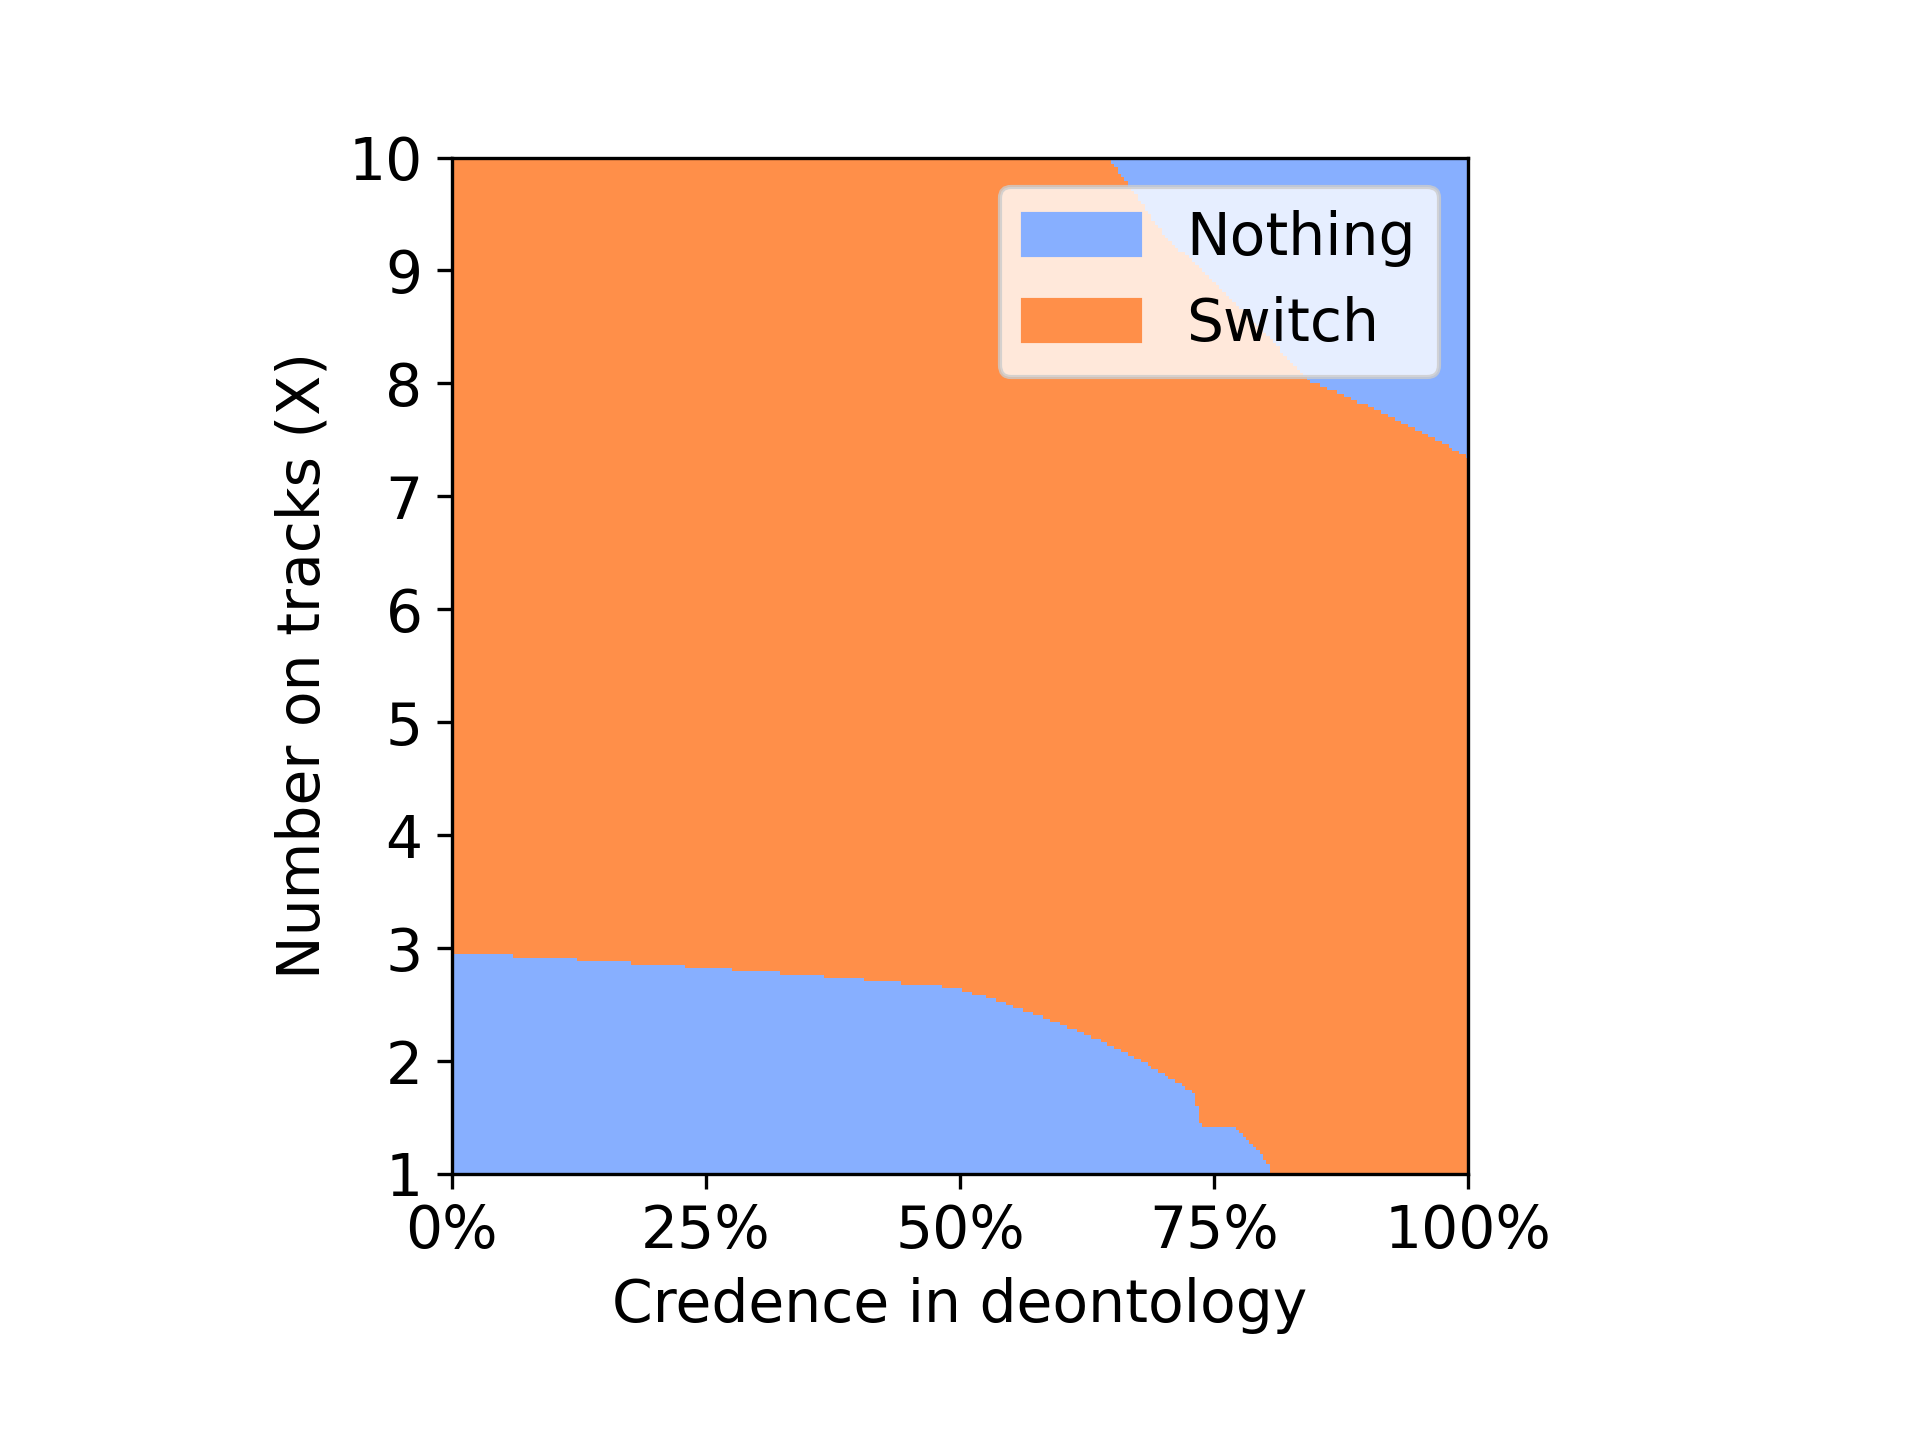 10
9
8
7
6
5
4
3
2
1
Number on tracks (X)
Nothing
Switch
0% 25% 50% 75% 100%
Credence in deontology